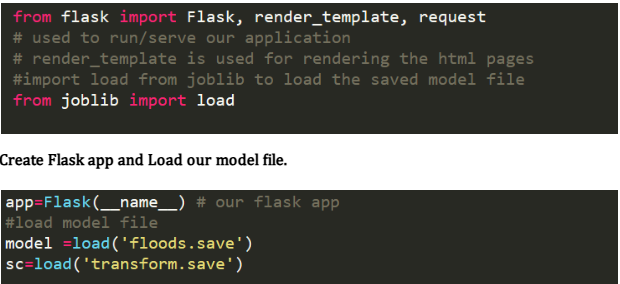 from flask import Flask, render_template, request
# used to run/serve our application
# render_template is used for rendering the html pages
#import load from joblib to load the saved model file
from joblib import load
Create Flask app and Load our model file.
app=Flask(__name__) # our flask app
#load model file
model =load('floods.save')
sc=load('transform.save')